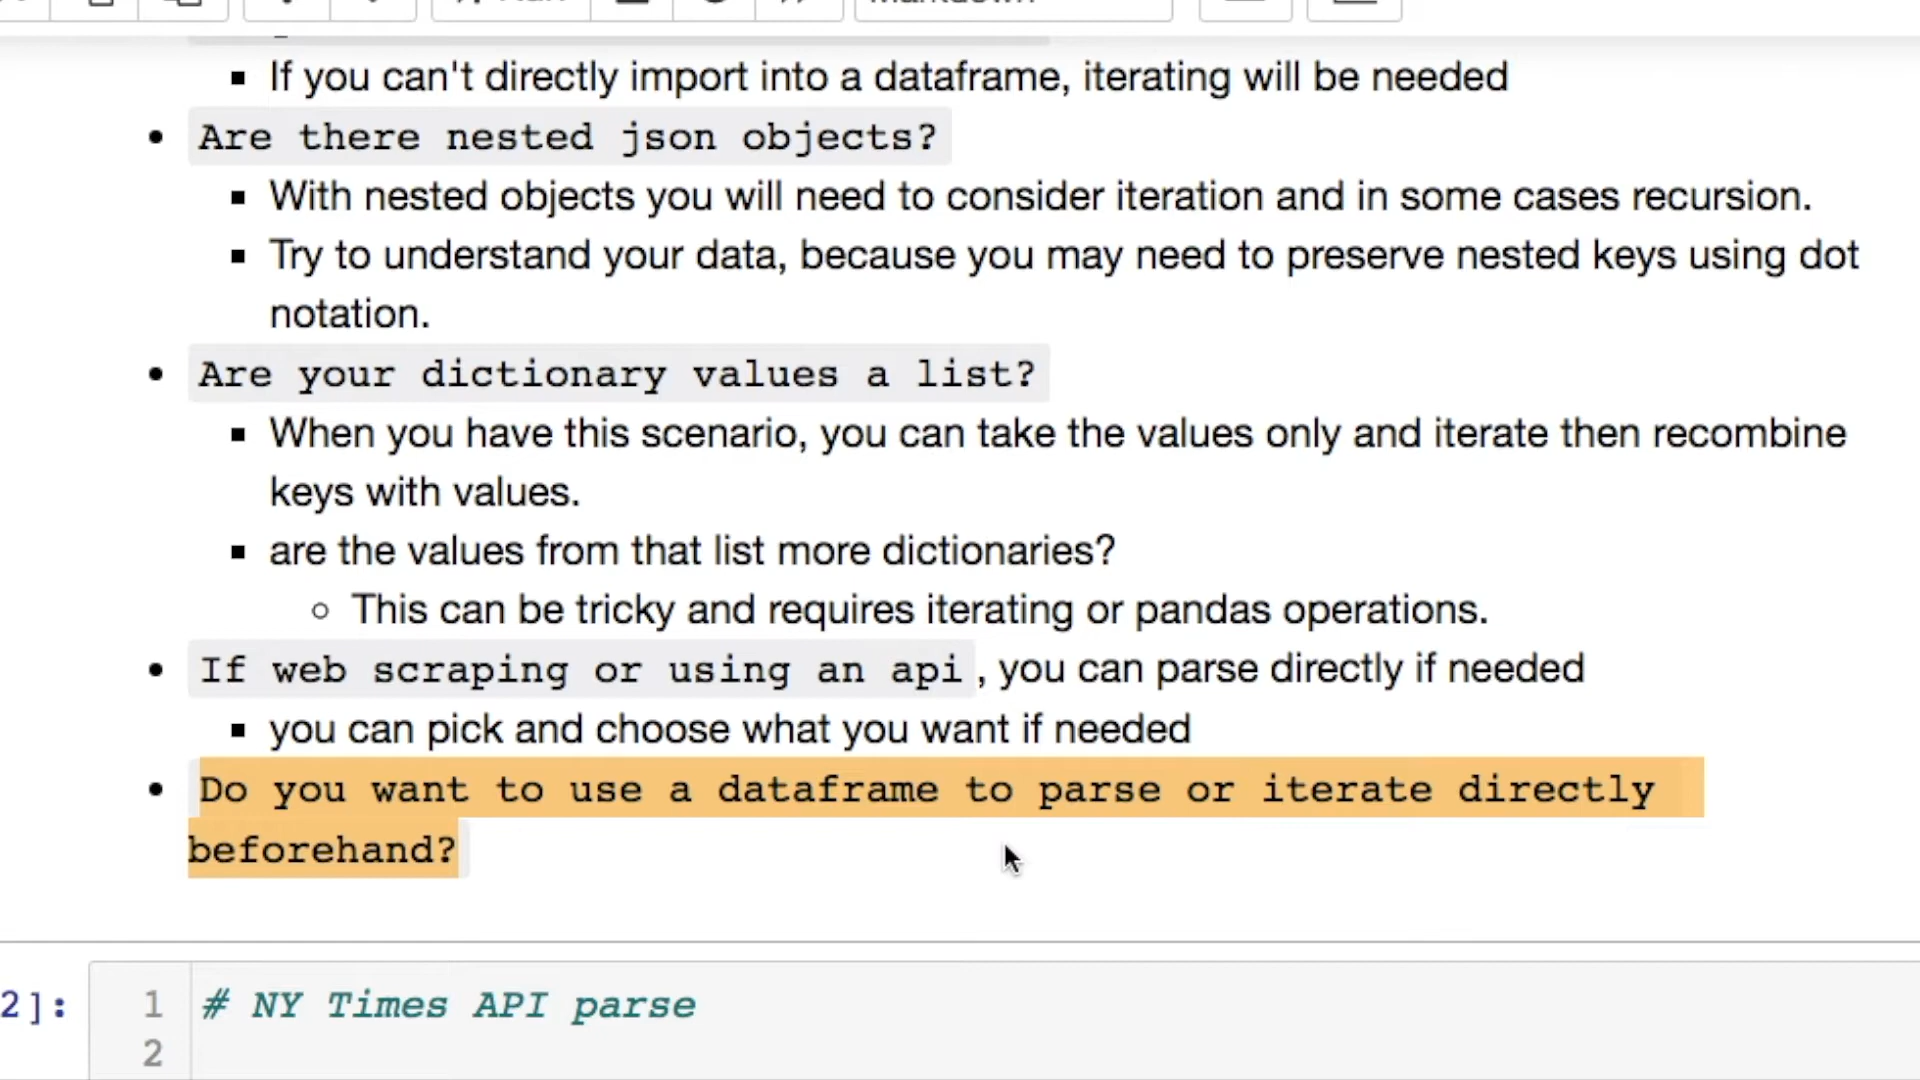 If you can't directly import into a dataframe, iterating will be needed
Are there nested json objects?
With nested objects you will need to consider iteration and in some cases recursion.
Try to understand your data, because you may need to preserve nested keys using dot
notation.
Are your dictionary values a list?
When you have this scenario, you can take the values only and iterate then recombine
keys with values.
are the values from that list more dictionaries?
This can be tricky and requires iterating or pandas operations.
If web scraping or using an api, you can parse directly if needed
you can pick and choose what you want if needed
Do you want to use a dataframe to parse or iterate directly
beforehand?
2]: 1 # NY Times API parse
2